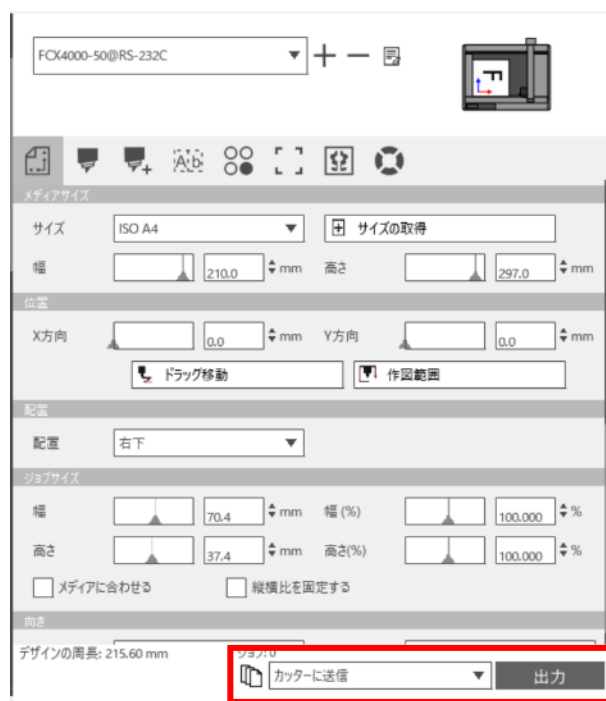 FCX4000-50@RS-232C
F
A:b
メディアサイズ
サイズ ISO A4 サイズの取得
幅 210.0 mm 高さ 297.0 mm
位置
X方向 0.0 mm Y方向 0.0 mm
ドラッグ移動 作図範囲
配置
配置 右下
ジョブサイズ
幅 70.4 mm 幅 (%) 100.000 %
高さ 37.4 mm 高さ(%) 100.000 %
メディアに合わせる 縦横比を固定する
向き
デザインの周長: 215.60 mm ジョブ: 0
カッターに送信 出力